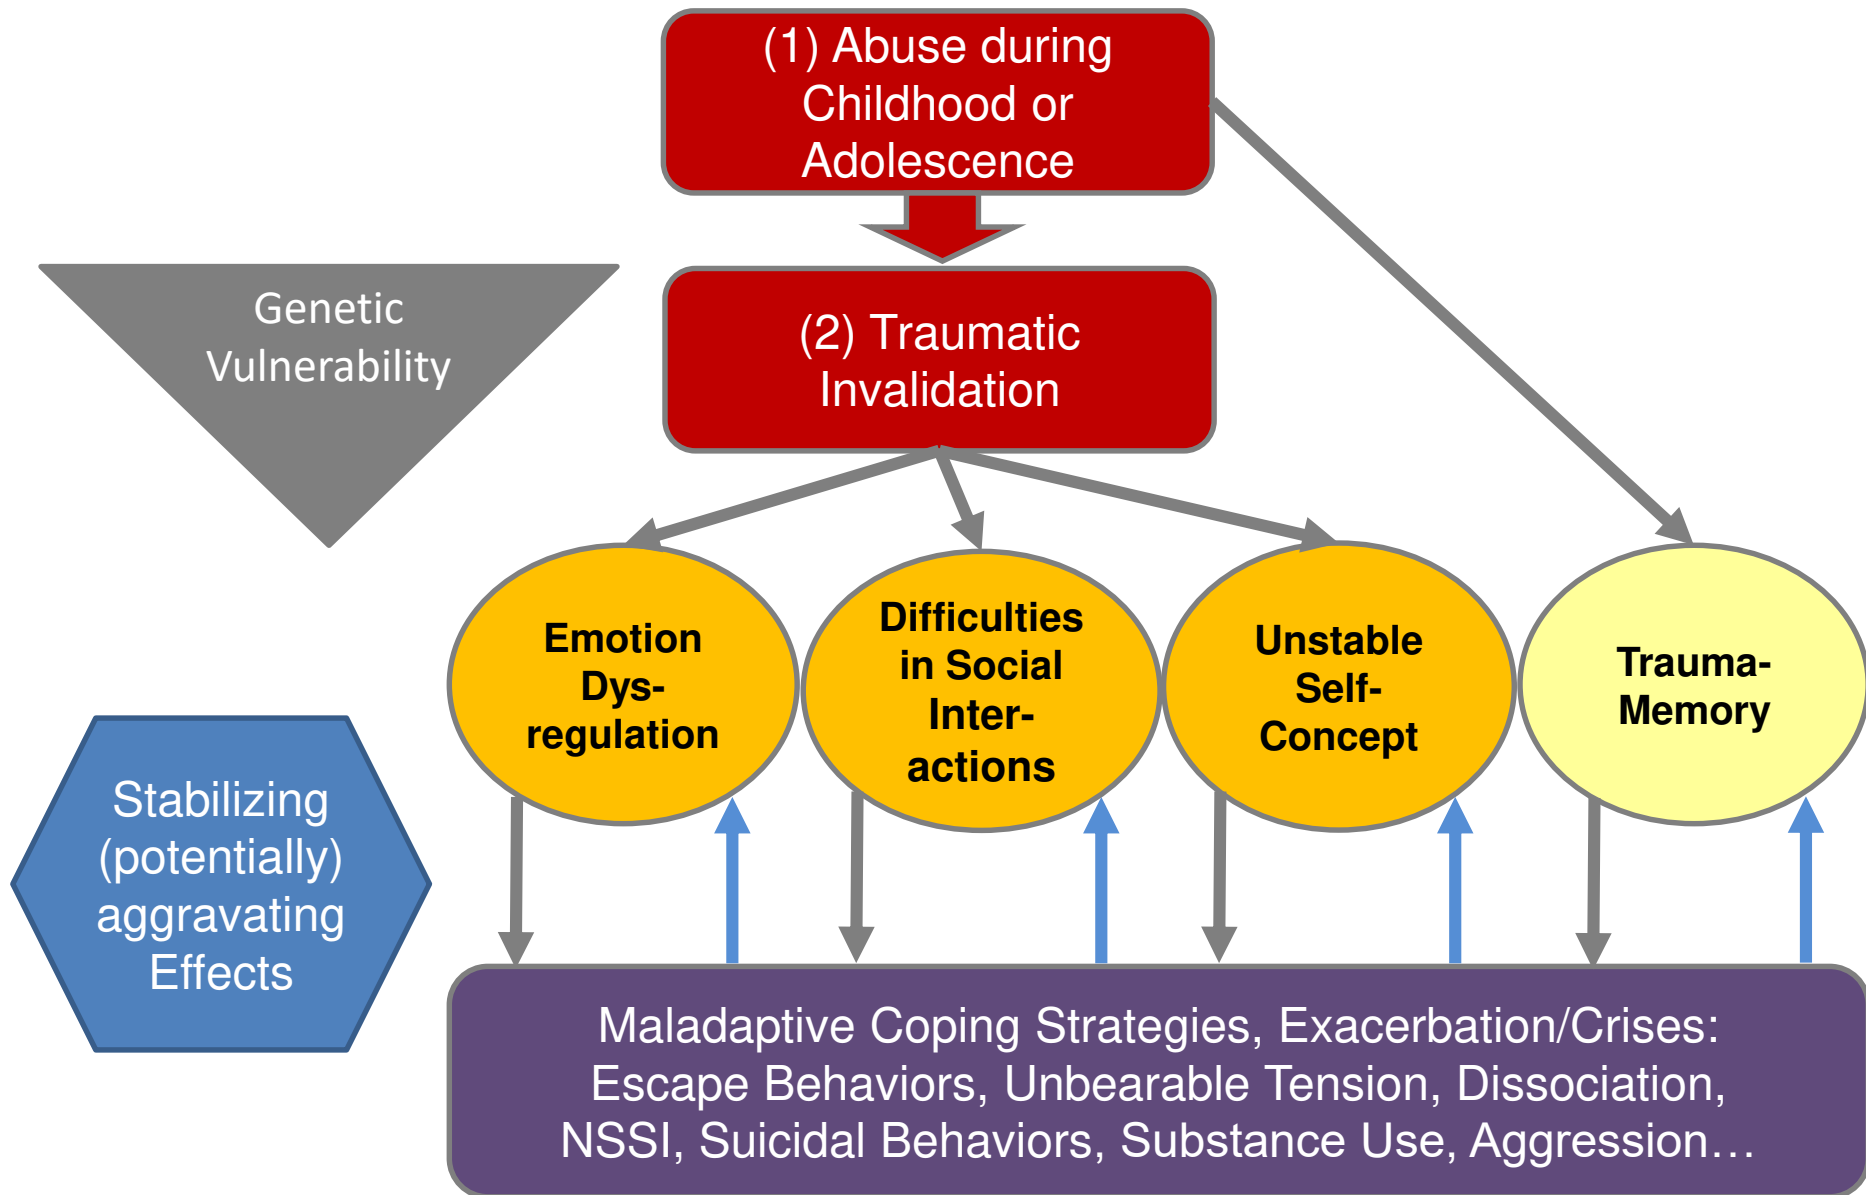 (1) Abuse during
Childhood or
Adolescence
Genetic
Vulnerability
(2) Traumatic
Invalidation
Emotion
Dys-
regulation
Difficulties
in Social
Inter-
actions
Unstable
Self-
Concept
Trauma-
Memory
Stabilizing
(potentially)
aggravating
Effects
Maladaptive Coping Strategies, Exacerbation/Crises:
Escape Behaviors, Unbearable Tension, Dissociation,
NSSI, Suicidal Behaviors, Substance Use, Aggression…